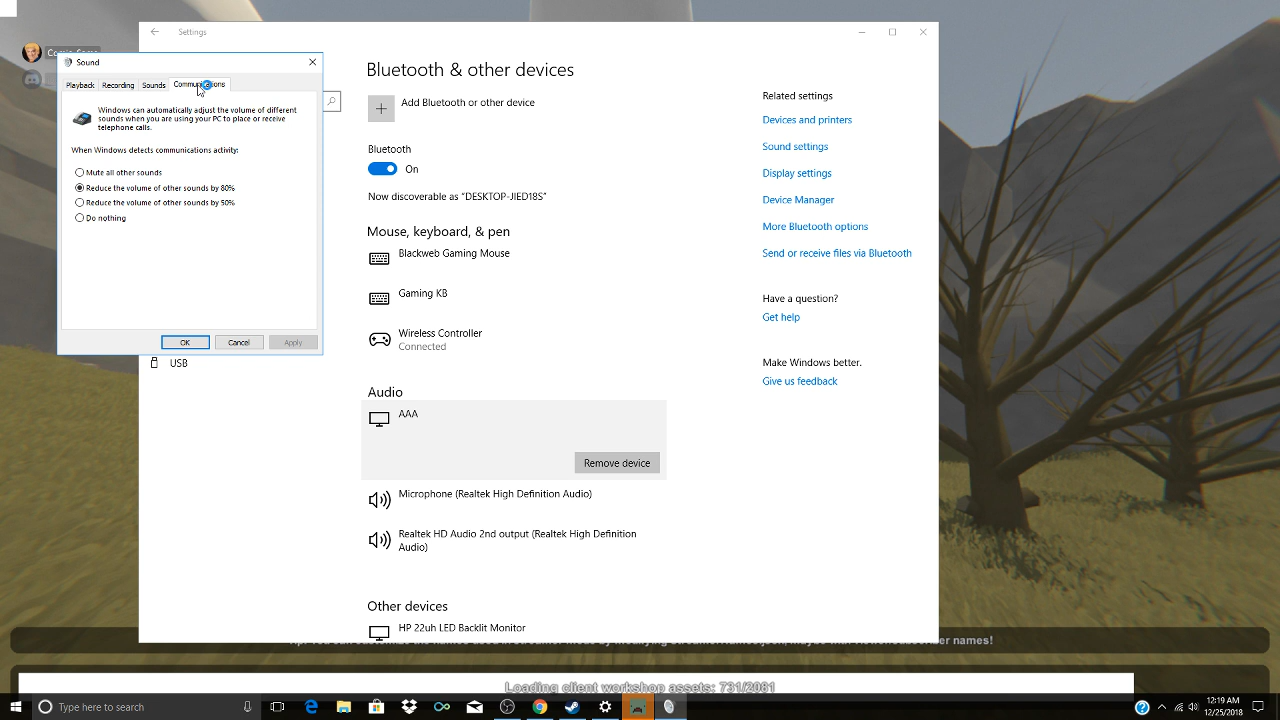 Settings
Sound
Playback
Recording
Sounds
Windows can automatically adjust the volume of different
sounds when you are using your PC to place or receive
telephone calls.
When Windows detects communications activity:
Mute all other sounds
Reduce the volume of other sounds by 80%
Reduce the volume of other sounds by 50%
Do nothing
OK
Cancel
Apply
USB
Bluetooth & other devices
Add Bluetooth or other device
Bluetooth
On
Now discoverable as "DESKTOP-JIED18S"
Mouse, keyboard, & pen
Blackweb Gaming Mouse
Gaming KB
Wireless Controller
Connected
Audio
AAA
Remove device
Microphone (Realtek High Definition Audio)
Realtek HD Audio 2nd output (Realtek High Definition
Audio)
Other devices
HP 22uh LED Backlit Monitor
Related settings
Devices and printers
Sound settings
Display settings
Device Manager
More Bluetooth options
Send or receive files via Bluetooth
Have a question?
Get help
Make Windows better.
Give us feedback
names!
Loading client workshop assets: 731/2081
Type here to search
12:19 AM
12/25/2018